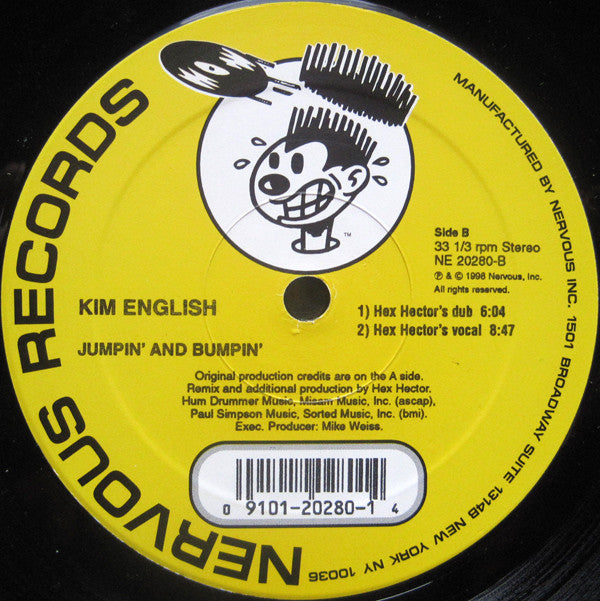 NERVOUS RECORDS
MANUFACTURED BY NERVOUS INC. 1501 BROADWAY SUITE 1314B NEW YORK NY 10036
TM
Side B
33 1/3 rpm Stereo
NE 20280-B
℗ & © 1998 Nervous, Inc.
All rights reserved.
KIM ENGLISH
JUMPIN' AND BUMPIN'
1) Hex Hector's dub 6:04
2) Hex Hector's vocal 8:47
Original production credits are on the A side.
Remix and additional production by Hex Hector.
Hum Drummer Music, Misam Music, Inc. (ascap),
Paul Simpson Music, Sorted Music, Inc. (bmi).
Exec. Producer: Mike Weiss.
0 9101-20280-1 4